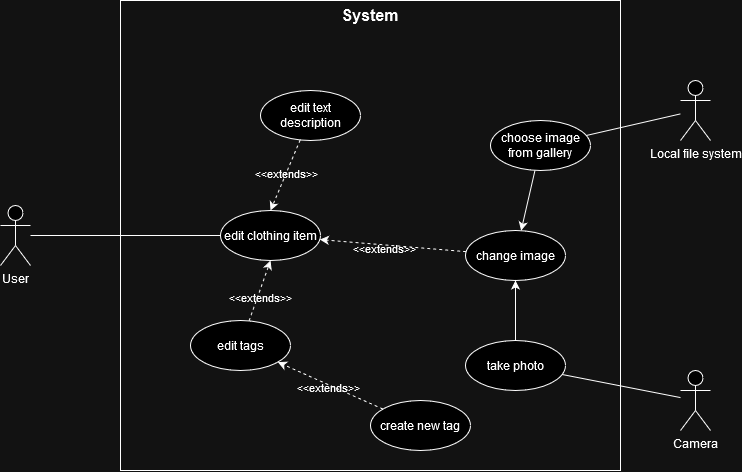 System
edit text
description
choose image
from gallery
Local file system
<<extends>>
User
edit clothing item
<<extends>>
change image
<<extends>>
edit tags
take photo
<<extends>>
create new tag
Camera